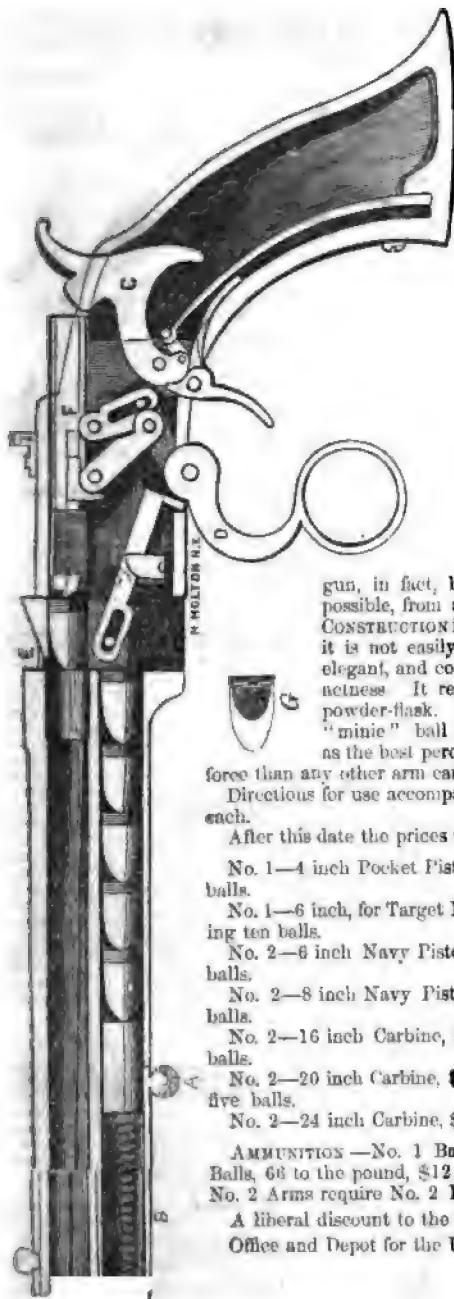 C
F
E
D
N HOLTON N.Y.
G
A
B
gun, in fact,
possible, from
CONSTRUCTION
it is not easily
elegant, and co
actness It re
powder-flask.
"minie" ball
as the best perc
force than any other arm can
Directions for use accompa
each.
After this date the prices
No. 1—4 inch Pocket Pist
balls.
No. 1—6 inch, for Target
ing ten balls.
No. 2—6 inch Navy Pisto
balls.
No. 2—8 inch Navy Pist
balls.
No. 2—16 inch Carbine,
balls.
No. 2—20 inch Carbine, $
five balls.
No. 2—24 inch Carbine, $
AMMUNITION —No. 1 Ba
Balls, 66 to the pound, $12
No. 2 Arms require No. 2
A liberal discount to the
Office and Depot for the U